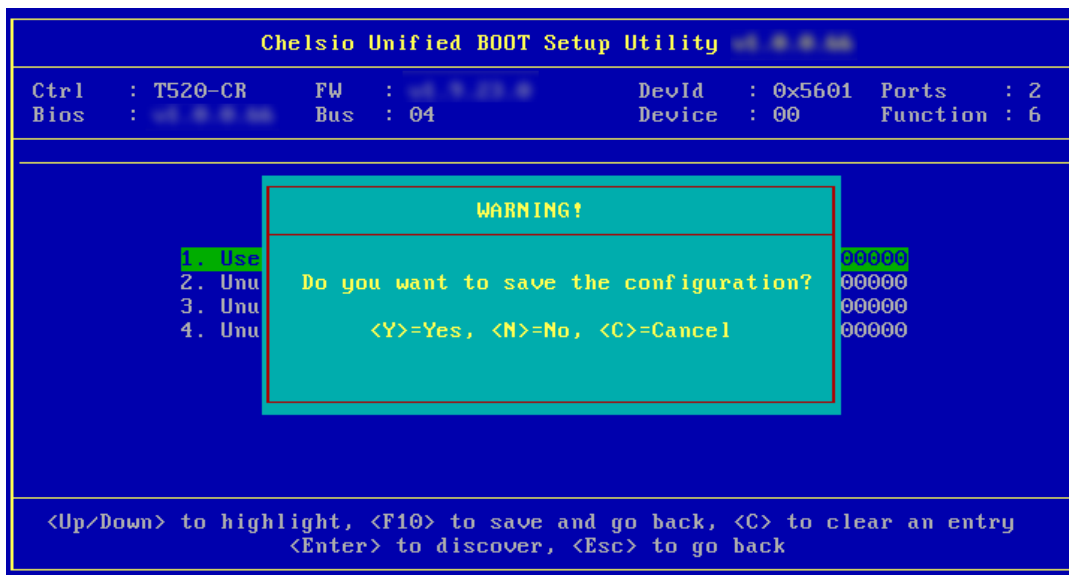 Chelsio Unified BOOT Setup Utility
Ctrl : T520-CR FW : DevId : 0x5601 Ports : 2
Bios : Bus : 04 Device : 00 Function : 6
WARNING!
1. Use 00000
2. Unu Do you want to save the configuration? 00000
3. Unu 00000
4. Unu <Y>=Yes, <N>=No, <C>=Cancel 00000
<Up/Down> to highlight, <F10> to save and go back, <C> to clear an entry
<Enter> to discover, <Esc> to go back